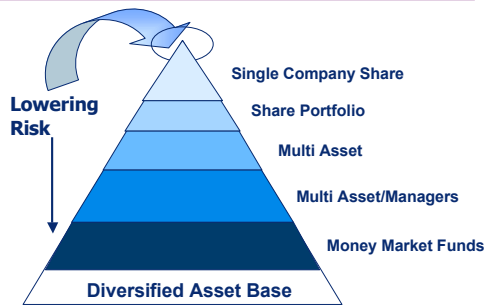 Single Company Share
Lowering
Risk
Share Portfolio
Multi Asset
Multi Asset/Managers
Money Market Funds
Diversified Asset Base